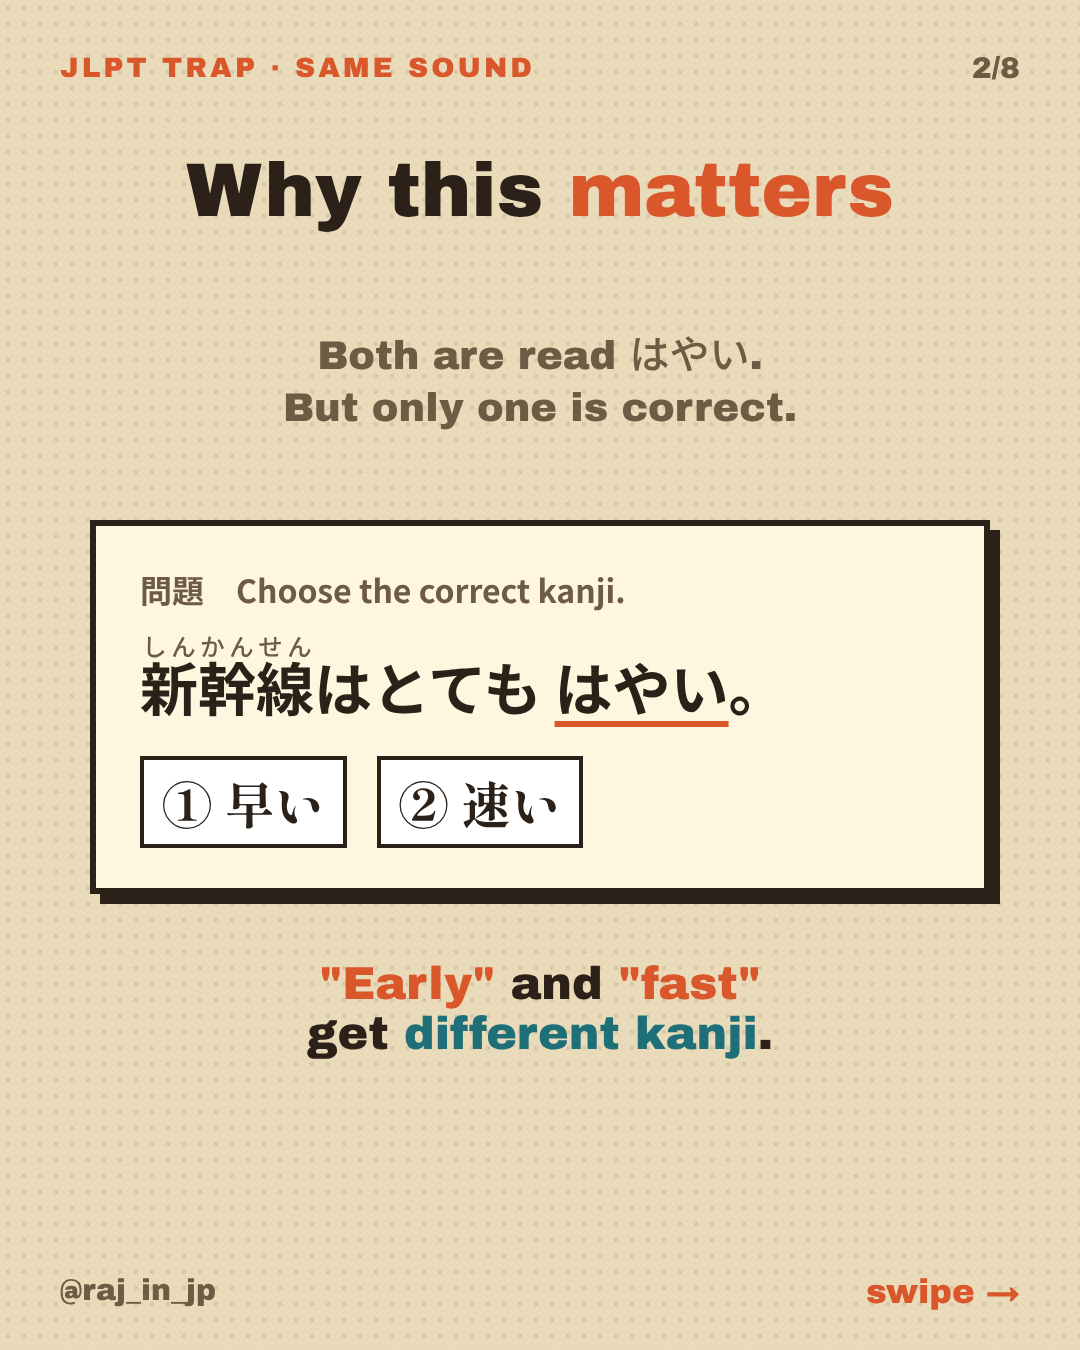 JLPT TRAP · SAME SOUND
2/8
Why this matters
Both are read はやい.
But only one is correct.
問題　Choose the correct kanji.
しんかんせん
新幹線はとても はやい。
① 早い
② 速い
"Early" and "fast"
get different kanji.
@raj_in_jp
swipe →